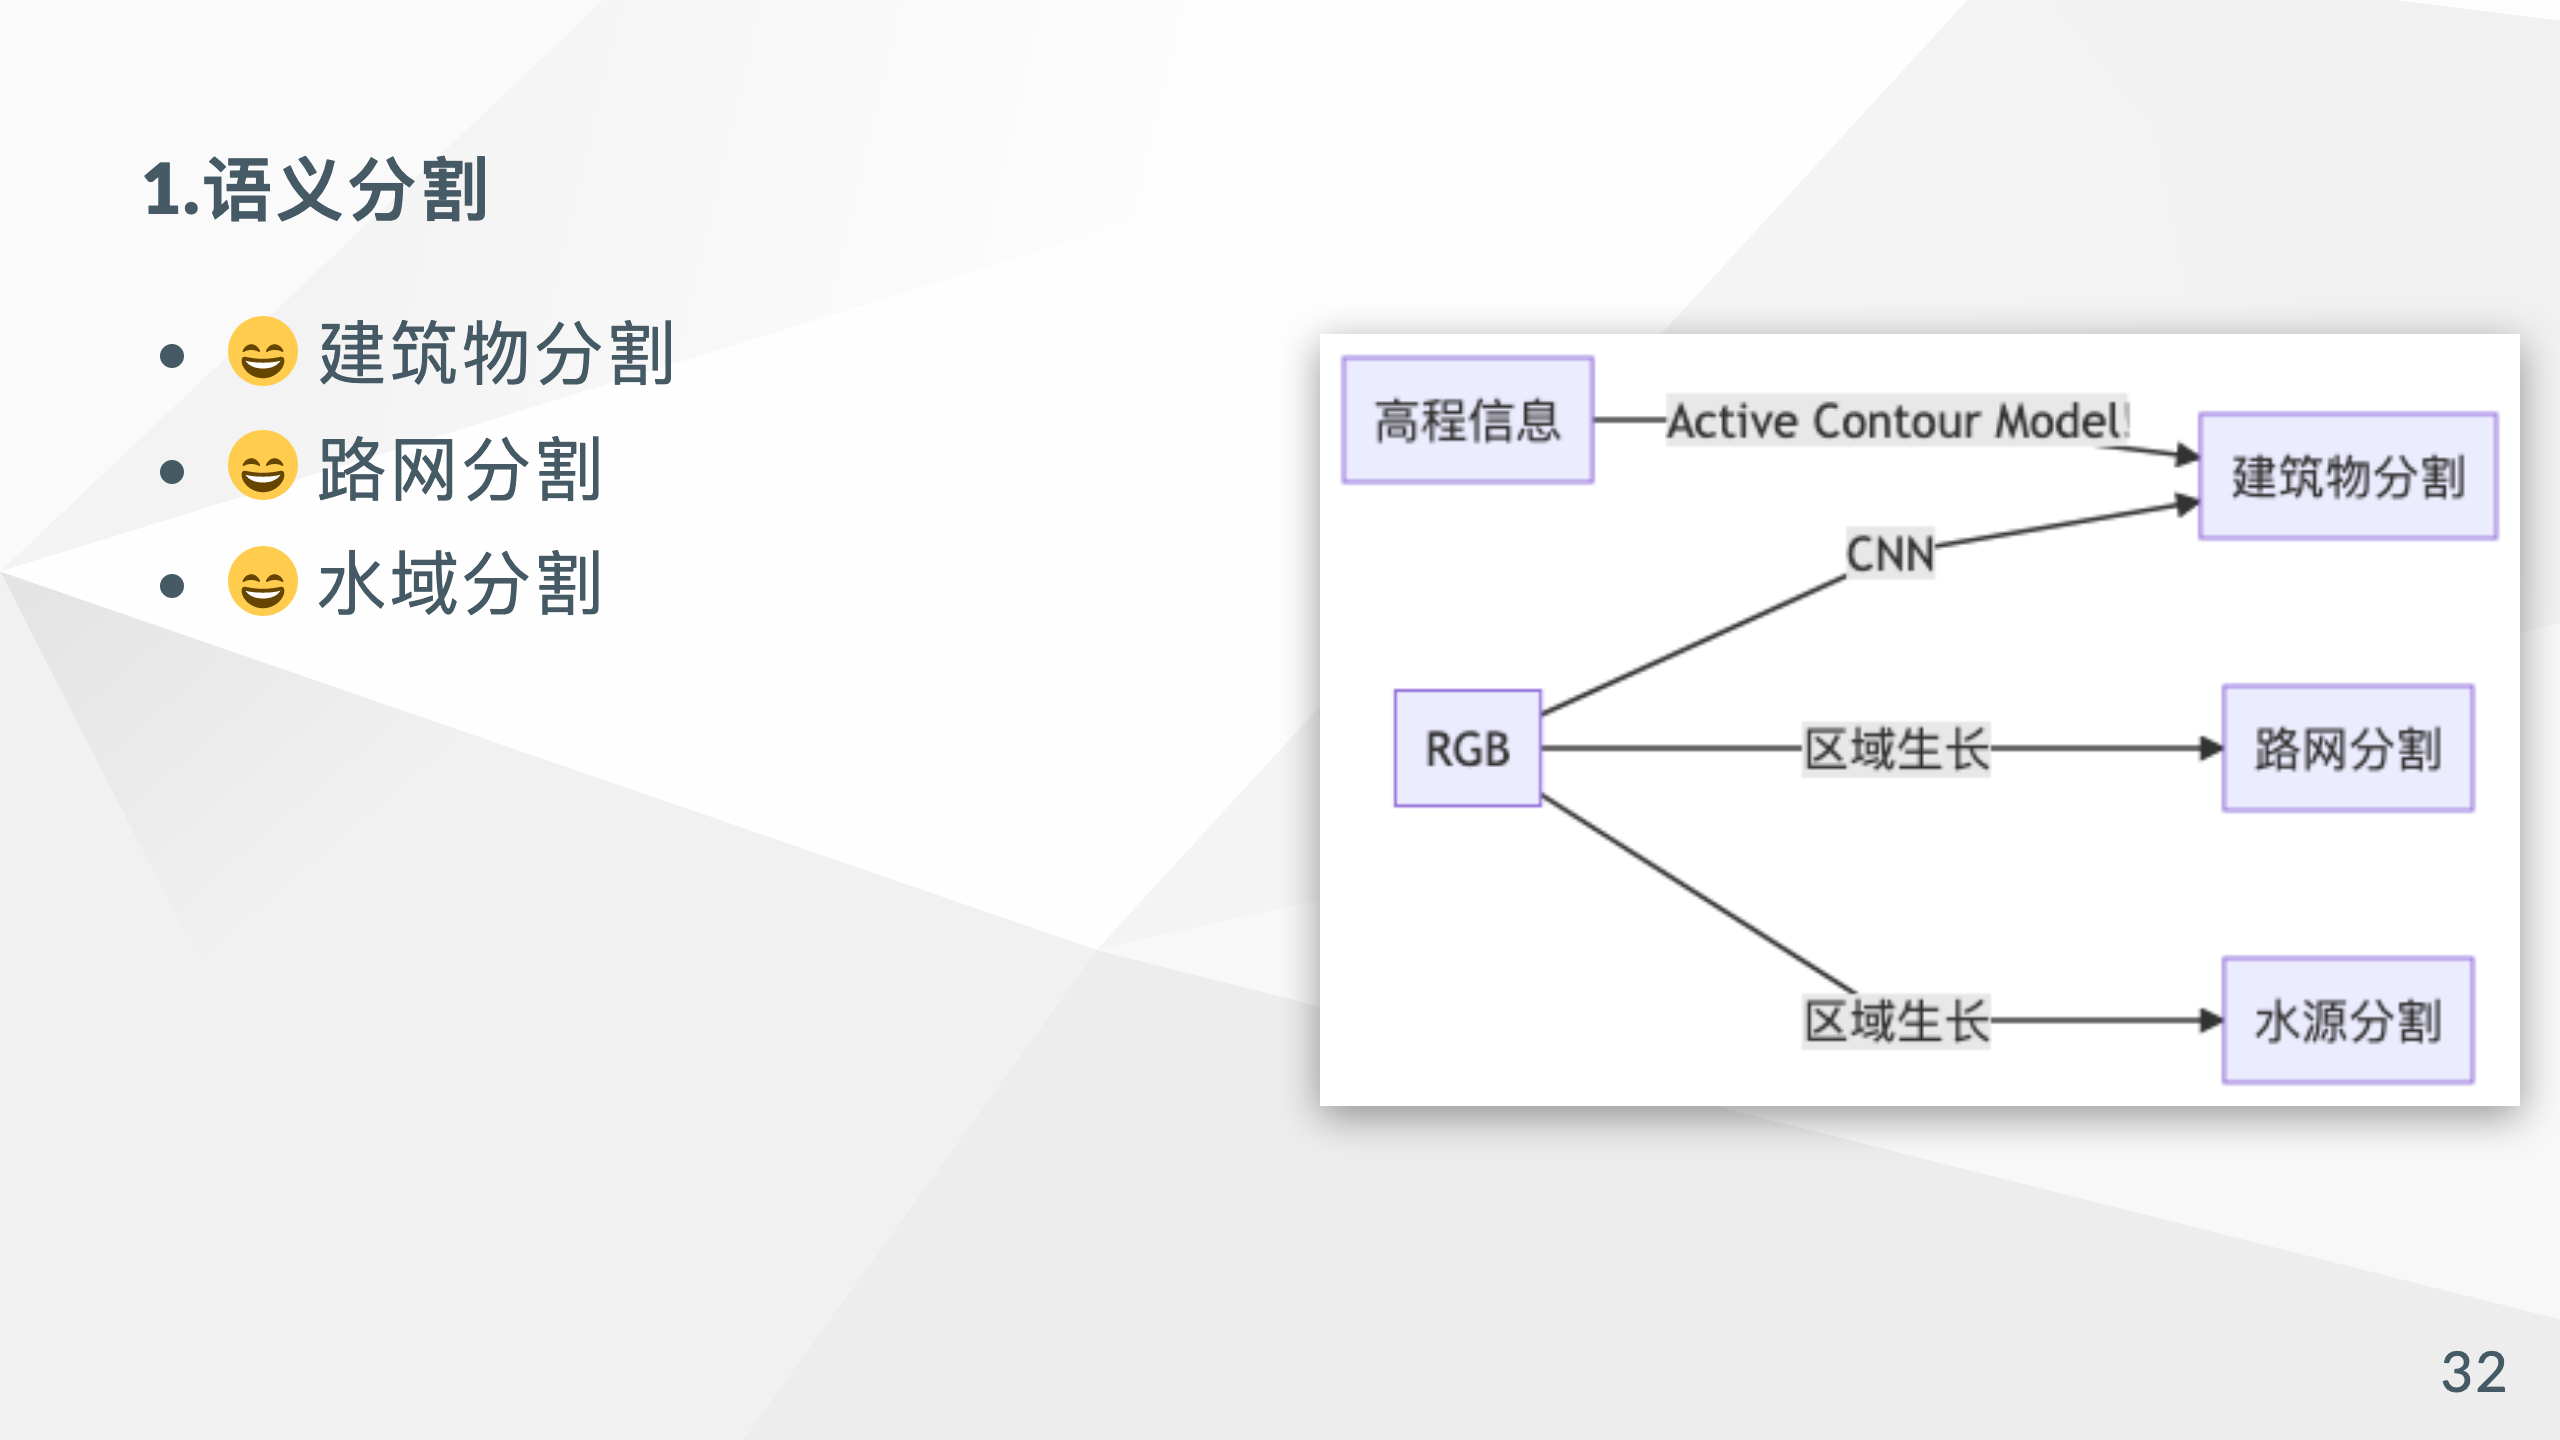 1.语义分割
• 😄 建筑物分割
• 😄 路网分割
• 😄 水域分割
高程信息
Active Contour Model!
建筑物分割
CNN
RGB
区域生长
路网分割
区域生长
水源分割
32